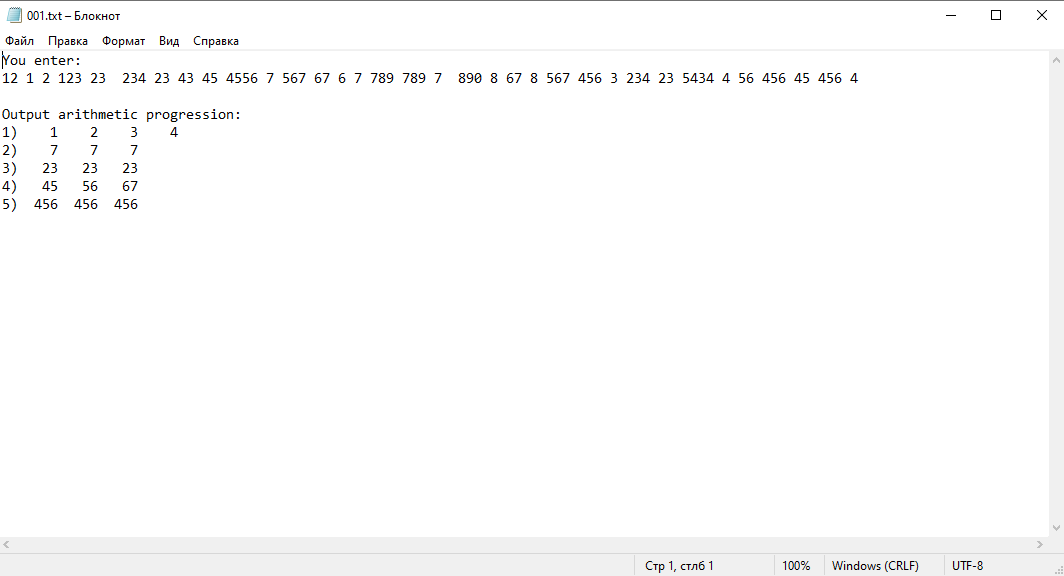 001.txt – Блокнот
Файл Правка Формат Вид Справка
You enter:
12 1 2 123 23  234 23 43 45 4556 7 567 67 6 7 789 789 7  890 8 67 8 567 456 3 234 23 5434 4 56 456 45 456 4
Output arithmetic progression:
1)    1    2    3    4
2)    7    7    7
3)   23   23   23
4)   45   56   67
5)  456  456  456
Стр 1, стлб 1 100% Windows (CRLF) UTF-8